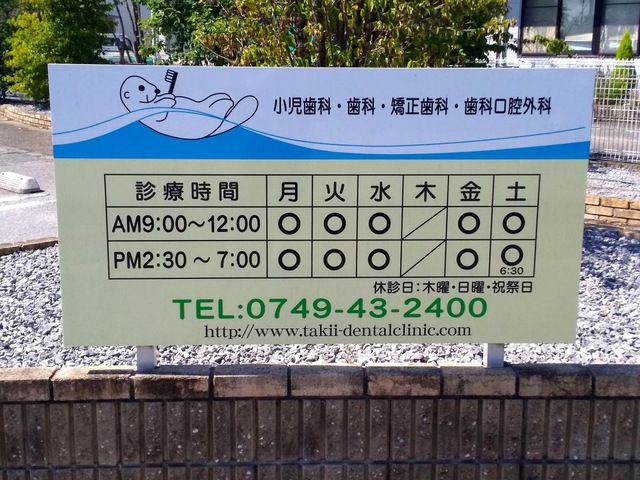 小児歯科・歯科・矯正歯科・歯科口腔外科
診療時間 月 火 水 木 金 土
AM9:00〜12:00 ○ ○ ○ ／ ○ ○
PM2:30〜7:00 ○ ○ ○ ／ ○ ○
6:30
休診日:木曜・日曜・祝祭日
TEL:0749-43-2400
http://www.takii-dentalclinic.com